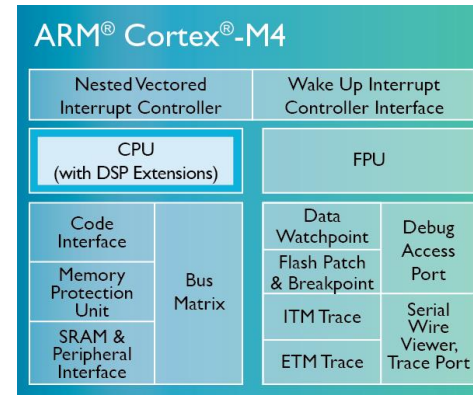 ARM® Cortex®-M4
Nested Vectored
Interrupt Controller
Wake Up Interrupt
Controller Interface
CPU
(with DSP Extensions)
FPU
Code
Interface
Memory
Protection
Unit
SRAM &
Peripheral
Interface
Bus
Matrix
Data
Watchpoint
Flash Patch
& Breakpoint
ITM Trace
ETM Trace
Debug
Access
Port
Serial
Wire
Viewer,
Trace Port